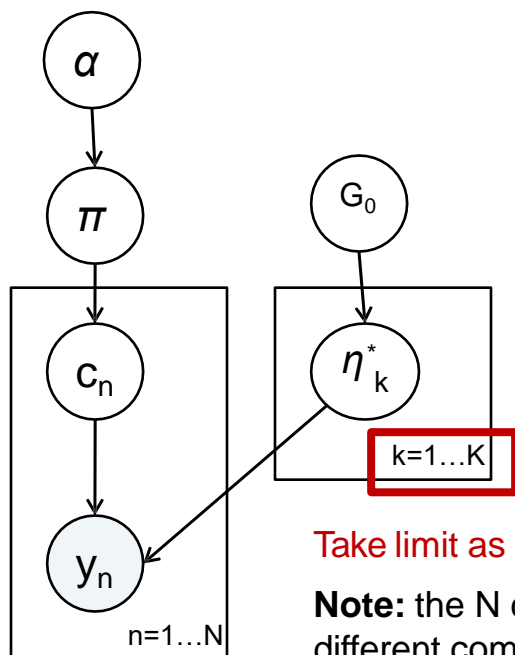 α
π
G₀
cₙ
η*ₖ
k=1…K
yₙ
Take limit as
Note: the N
different com
n=1…N